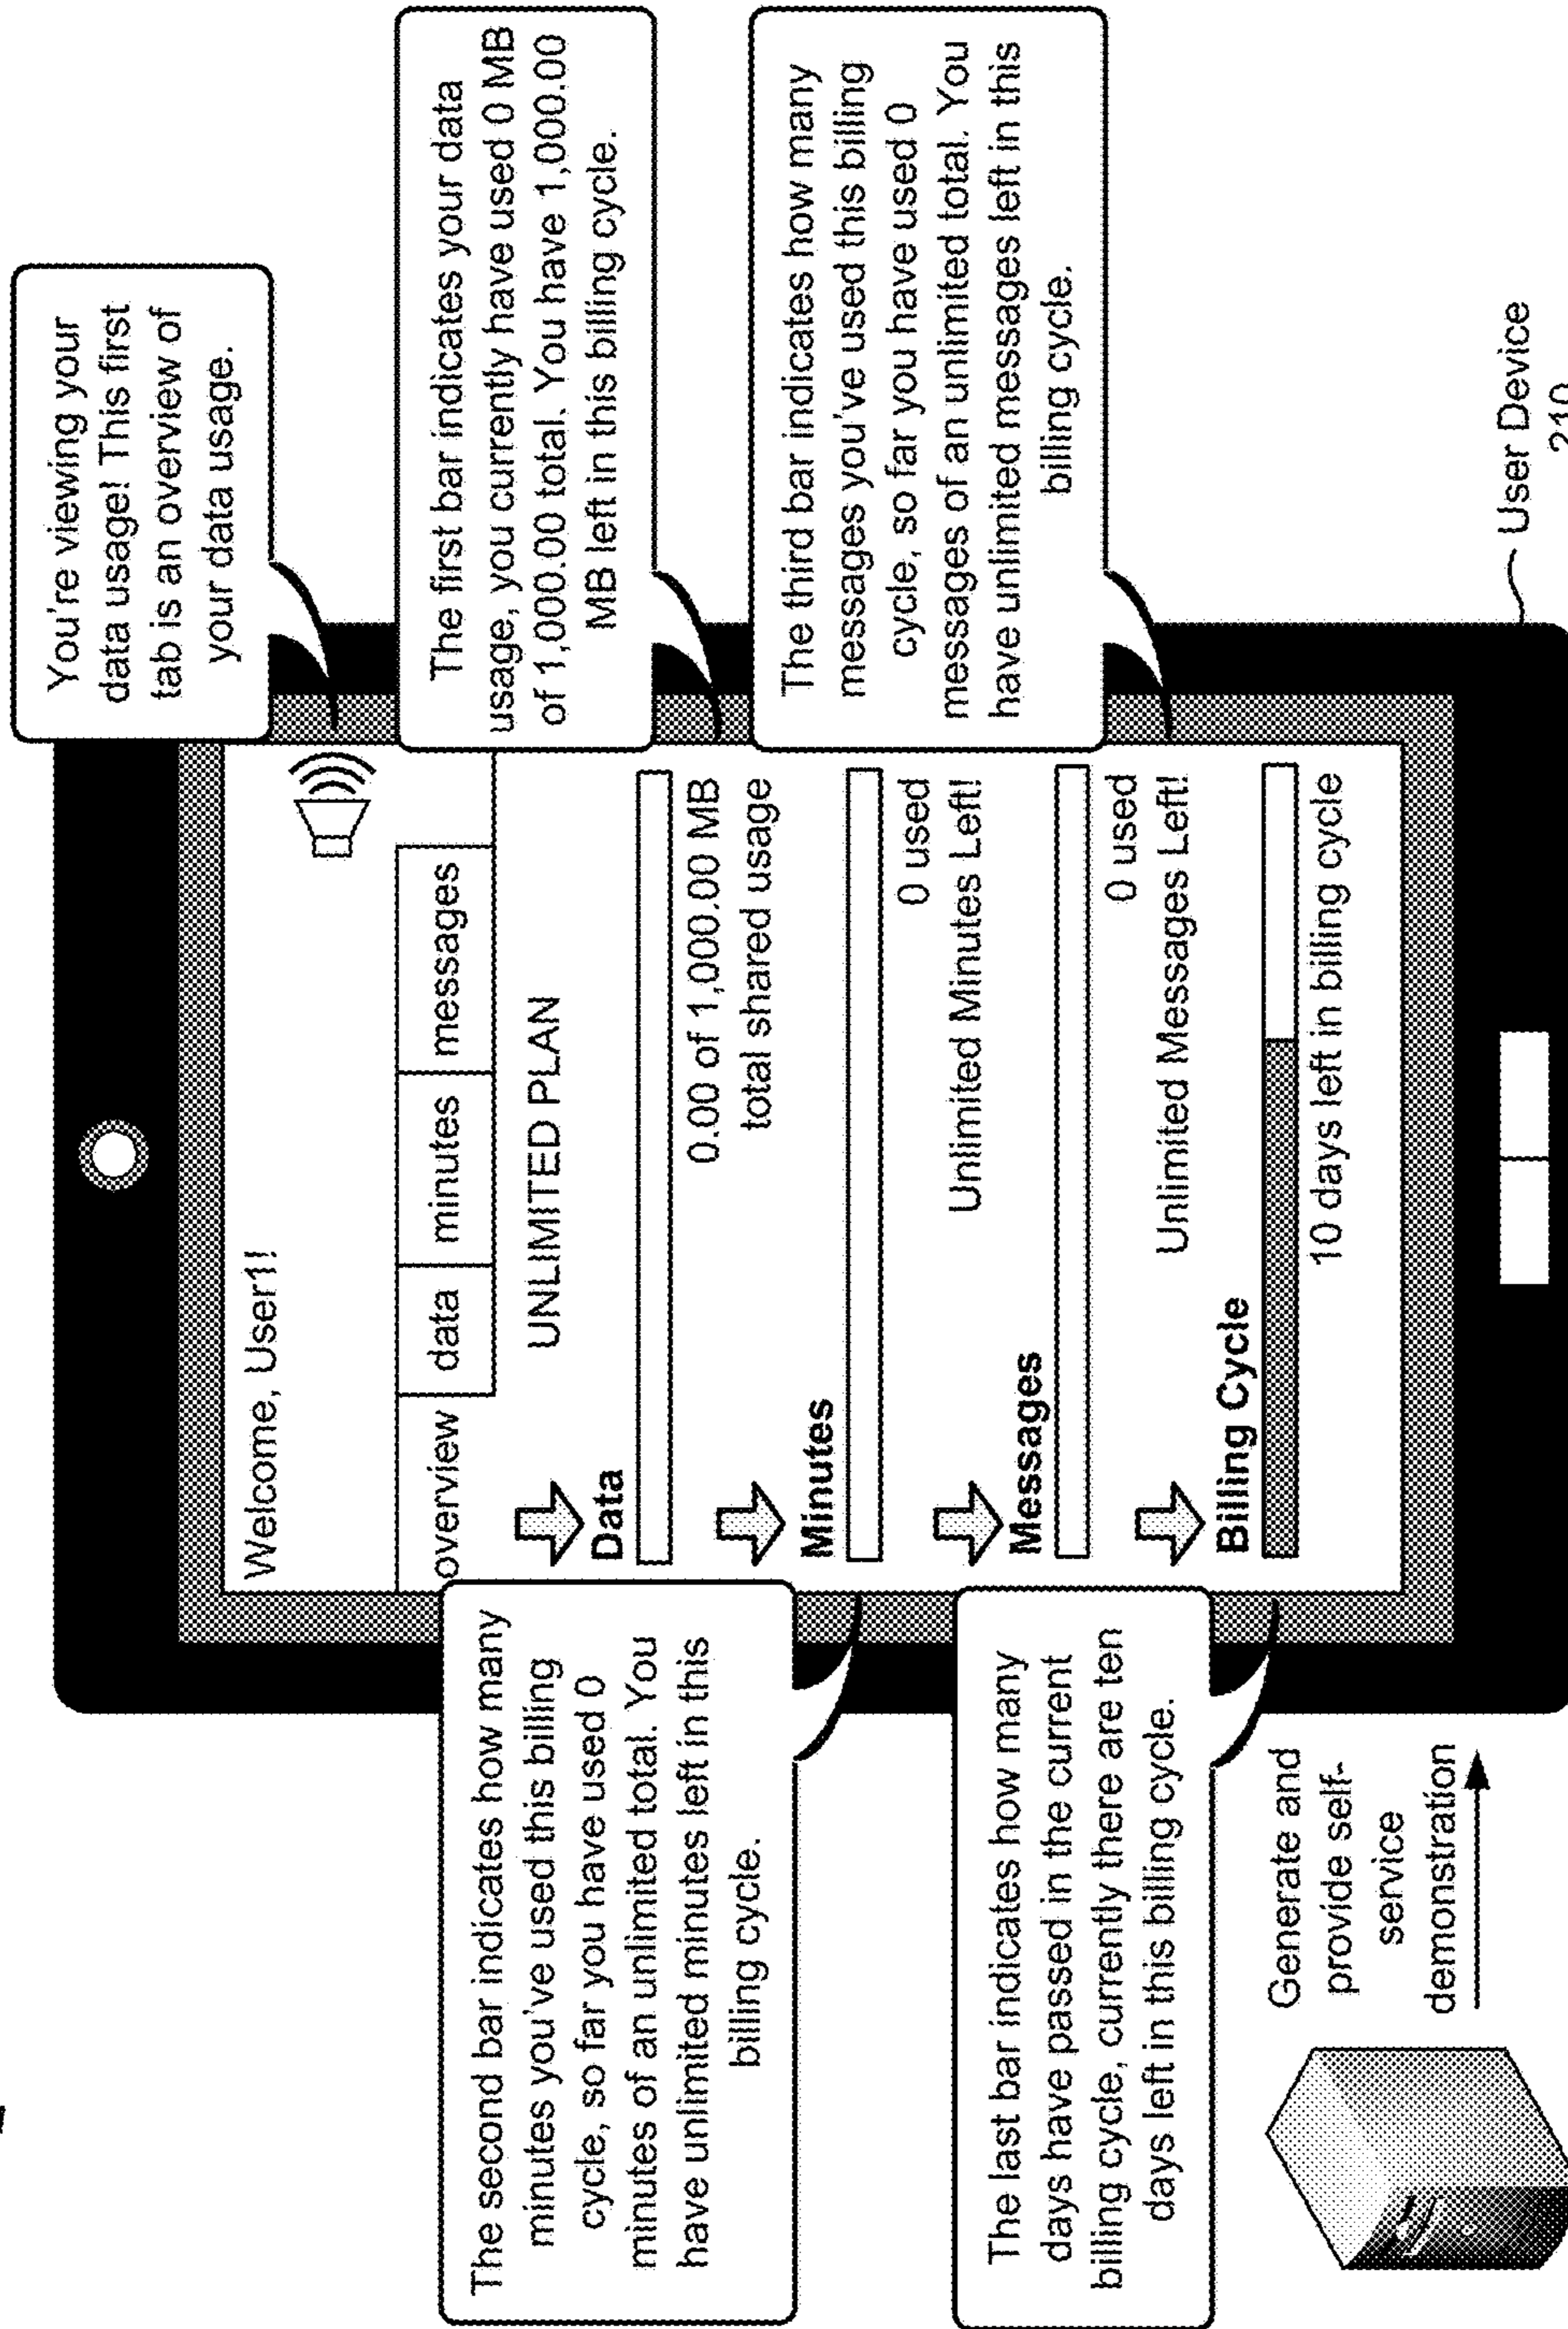 You're viewing your
data usage! This first
tab is an overview of
your data usage.
The first bar indicates your data
usage, you currently have used 0 MB
of 1,000.00 total. You have 1,000.00
MB left in this billing cycle.
The second bar indicates how many
minutes you've used this billing
cycle, so far you have used 0
minutes of an unlimited total. You
have unlimited minutes left in this
billing cycle.
The third bar indicates how many
messages you've used this billing
cycle, so far you have used 0
messages of an unlimited total. You
have unlimited messages left in this
billing cycle.
The last bar indicates how many
days have passed in the current
billing cycle, currently there are ten
days left in this billing cycle.
Welcome, User1!
overview data minutes messages
UNLIMITED PLAN
Data
0.00 of 1,000.00 MB
total shared usage
Minutes
0 used
Unlimited Minutes Left!
Messages
0 used
Unlimited Messages Left!
Billing Cycle
10 days left in billing cycle
Generate and
provide self-
service
demonstration
User Device
210